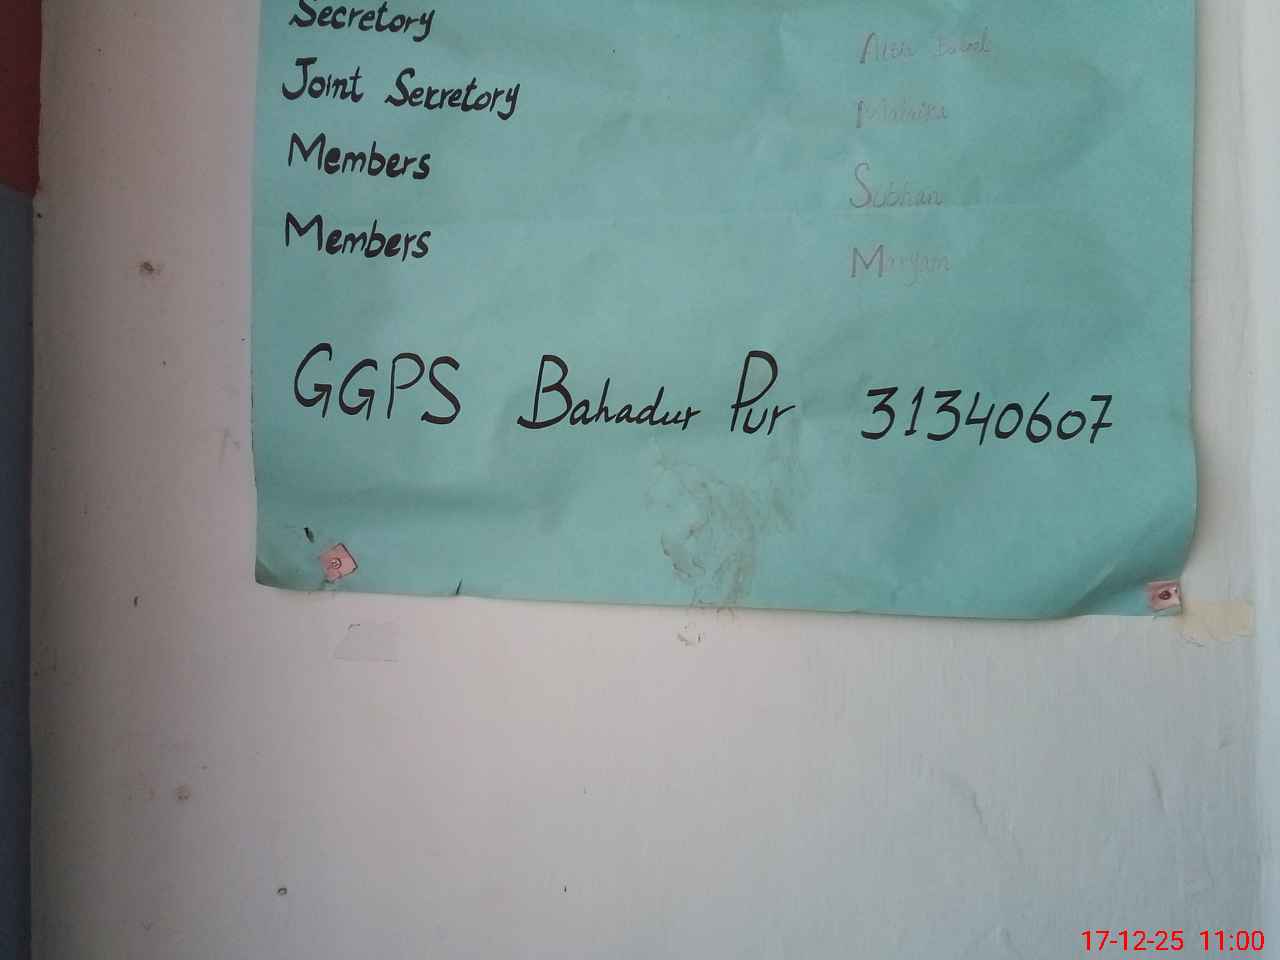 Secretory
Joint Secretory
Members Subhan
Members Maryam
GGPS Bahadur Pur 31340607
17-12-25 11:00